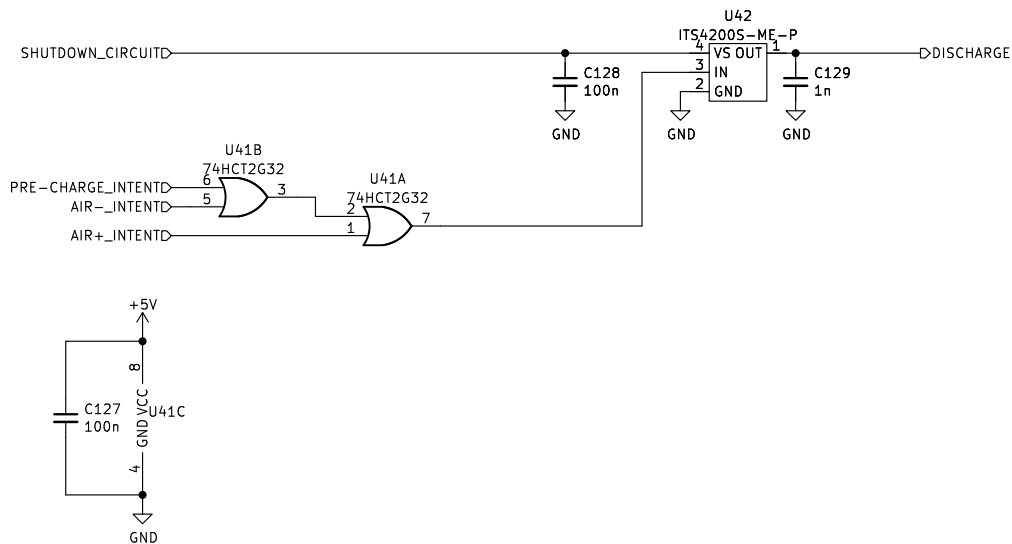 U42
ITS4200S-ME-P
SHUTDOWN_CIRCUIT
4 VS OUT 1
DISCHARGE
3 IN
2 GND
C128
100n
C129
1n
GND
GND
GND
U41B
74HCT2G32
PRE-CHARGE_INTENT
6
3
AIR-_INTENT
5
U41A
74HCT2G32
2
7
AIR+_INTENT
1
+5V
8
VCC
C127
100n
U41C
GND
4
GND